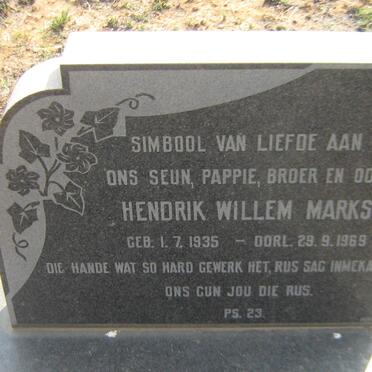 SIMBOOL VAN LIEFDE AAN
ONS SEUN, PAPPIE, BROER EN
HENDRIK WILLEM MARKS
GEB. 1. 7. 1935 – OORL. 29. 9. 1969
DIE HANDE WAT SO HARD GEWERK HET, RUS SAG
ONS GUN JOU DIE RUS.
PS. 23.